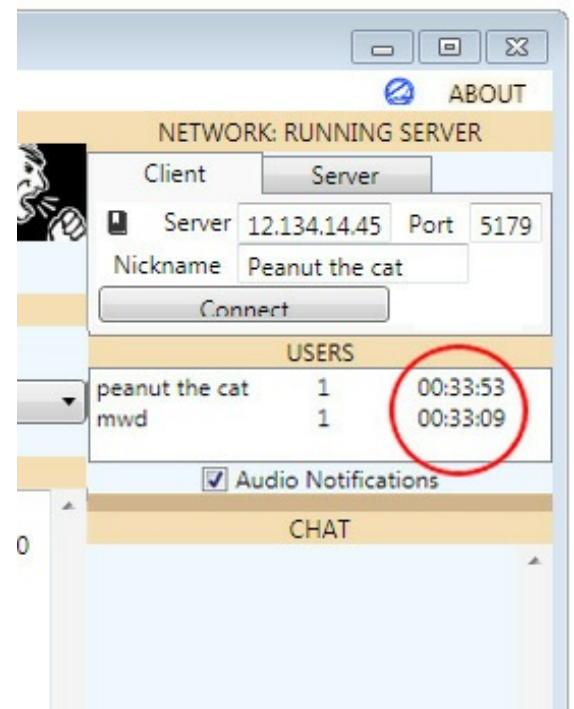 ABOUT
NETWORK: RUNNING SERVER
Client Server
Server 12.134.14.45 Port 5179
Nickname Peanut the cat
Connect
USERS
peanut the cat 1 00:33:53
mwd 1 00:33:09
Audio Notifications
CHAT
0